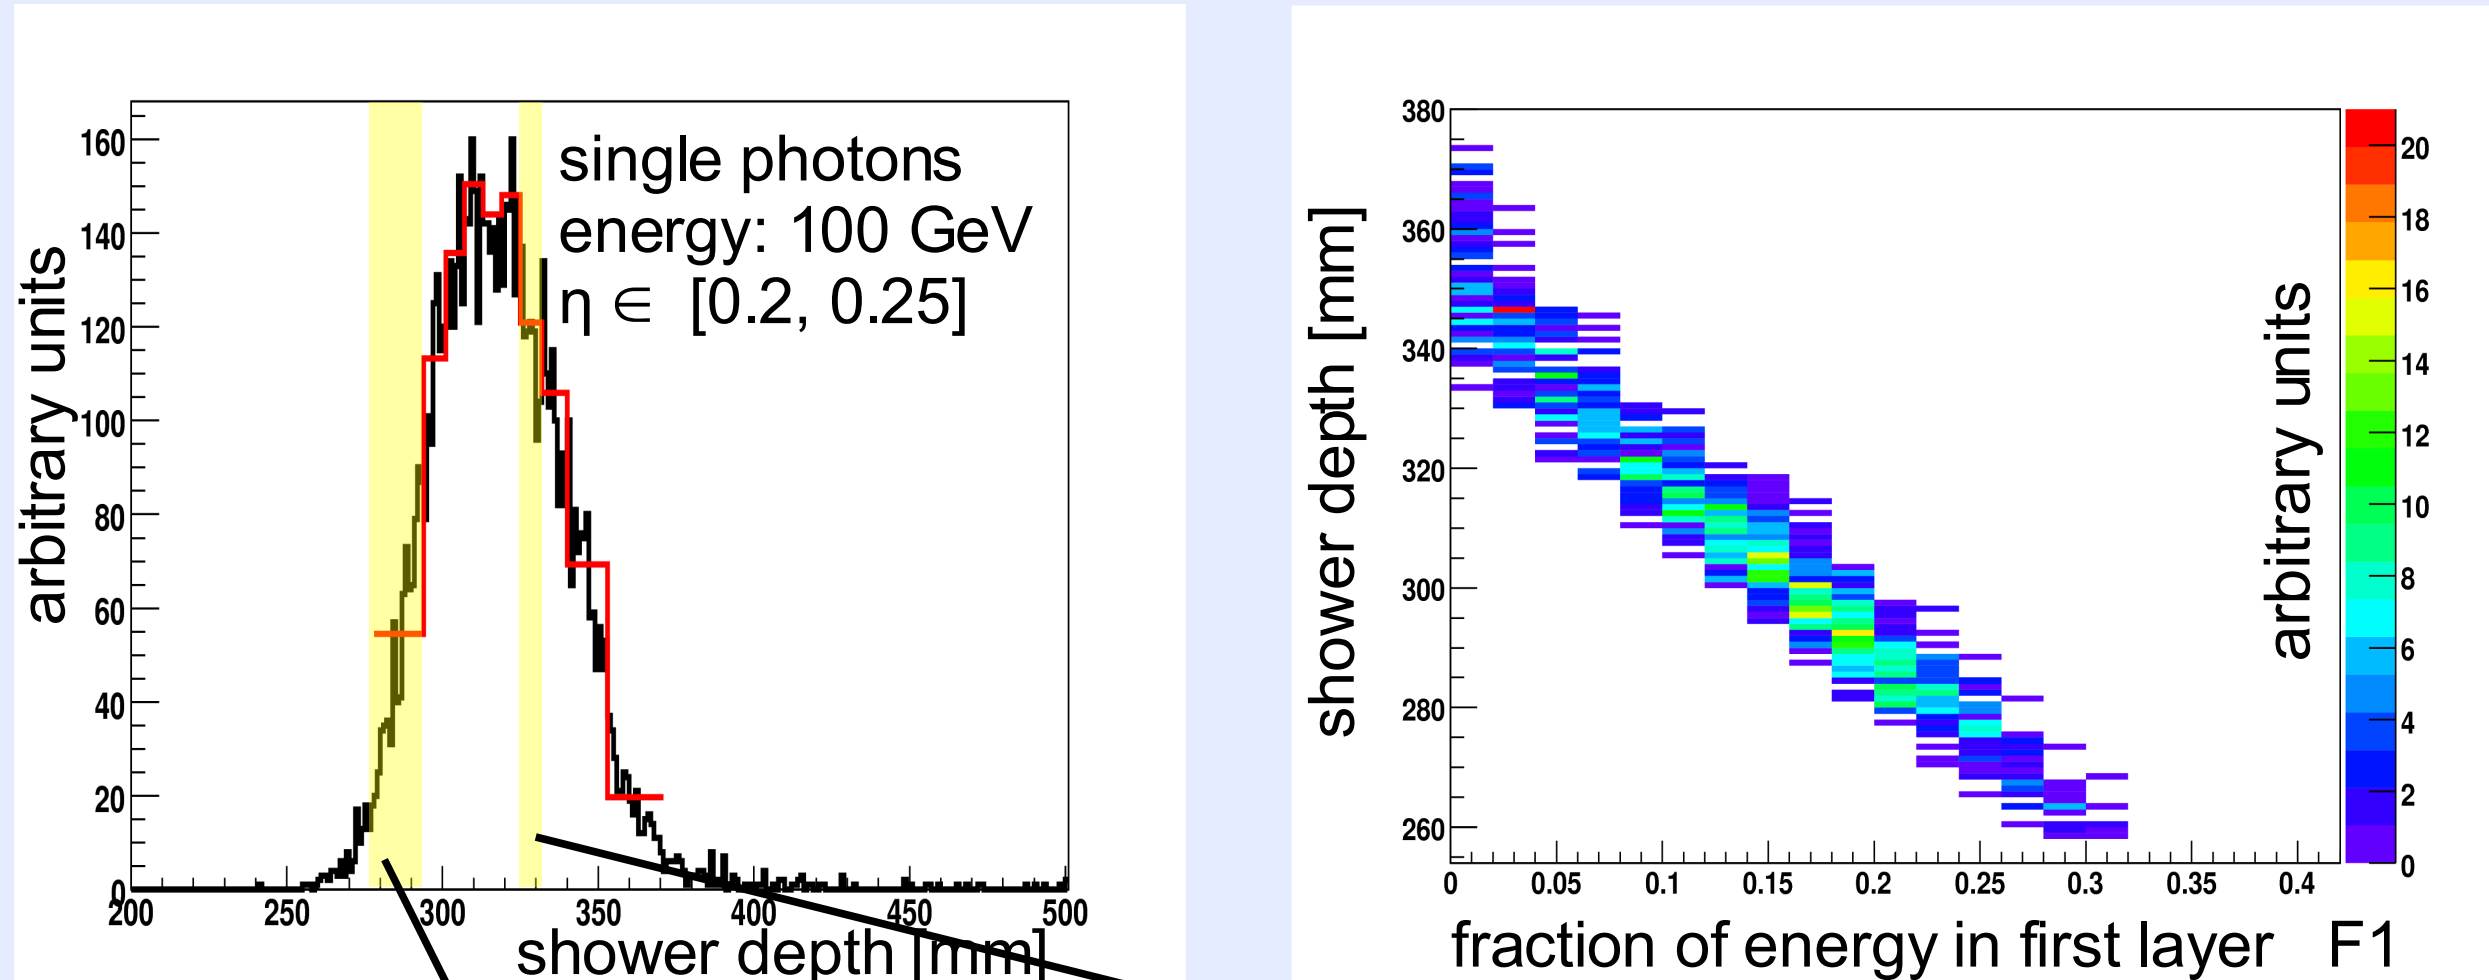 single photons
energy: 100 GeV
η ∈ [0.2, 0.25]
arbitrary units
160
140
120
100
80
60
40
20
0
200 250 300 350 400 450 500
shower depth [mm]
380
360
340
320
300
280
260
shower depth [mm]
0 0.05 0.1 0.15 0.2 0.25 0.3 0.35 0.4
fraction of energy in first layer F1
arbitrary units
20
18
16
14
12
10
8
6
4
2
0